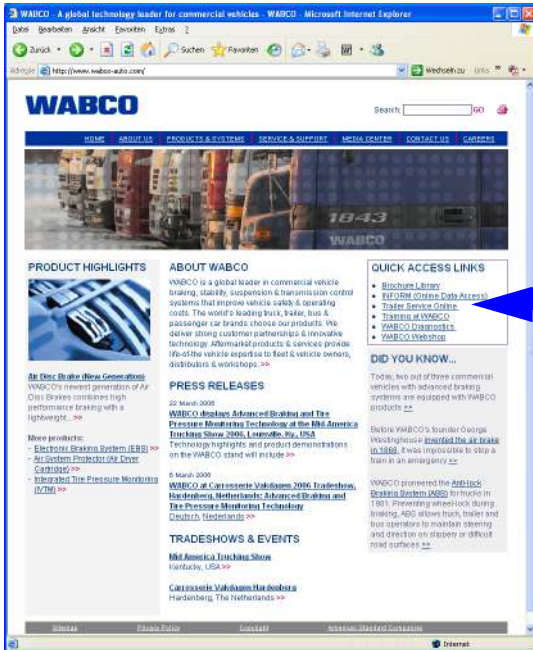 WABCO - A global technology leader for commercial vehicles - WABCO - Microsoft Internet Explorer
Datei Bearbeiten Ansicht Favoriten Extras ?
Zurück Suchen Favoriten
Adresse http://www.wabco-auto.com/ Wechseln zu Links »
WABCO
Search: GO
HOME ABOUT US PRODUCTS & SYSTEMS SERVICE & SUPPORT MEDIA CENTER CONTACT US CAREERS
1843
WABCO
PRODUCT HIGHLIGHTS
Air Disc Brake (New Generation)
WABCO's newest generation of Air
Disc Brakes combines high
performance braking with a
lightweight... >>
More products:
- Electronic Braking System (EBS) >>
- Air System Protector (Air Dryer
Cartridge) >>
- Integrated Tire Pressure Monitoring
(IVTM) >>
ABOUT WABCO
WABCO is a global leader in commercial vehicle
braking, stability, suspension & transmission control
systems that improve vehicle safety & operating
costs. The world's leading truck, trailer, bus &
passenger car brands choose our products. We
deliver strong customer partnerships & innovative
technology. Aftermarket products & services provide
life-of-the vehicle expertise to fleet & vehicle owners,
distributors & workshops. >>
PRESS RELEASES
22 March 2006
WABCO displays Advanced Braking and Tire
Pressure Monitoring Technology at the Mid America
Trucking Show 2006, Louisville, Ky., USA
Technology highlights and product demonstrations
on the WABCO stand will include >>
6 March 2006
WABCO at Carrosserie Vakdagen 2006 Tradeshow,
Hardenberg, Netherlands: Advanced Braking and
Tire Pressure Monitoring Technology
Deutsch, Nederlands >>
TRADESHOWS & EVENTS
Mid America Trucking Show
Kentucky, USA >>
Carrosserie Vakdagen Hardenberg
Hardenberg, The Netherlands >>
QUICK ACCESS LINKS
• Brochure Library
• INFORM (Online Data Access)
• Trailer Service Online
• Training at WABCO
• WABCO Diagnostics
• WABCO Webshop
DID YOU KNOW...
Today, two out of three commercial
vehicles with advanced braking
systems are equipped with WABCO
products >>
Before WABCO's founder George
Westinghouse invented the air brake
in 1868, it was impossible to stop a
train in an emergency >>
WABCO pioneered the Anti-lock
Braking System (ABS) for trucks in
1981. Preventing wheel-lock during
braking, ABS allows truck, trailer and
bus operators to maintain steering
and direction on slippery or difficult
road surfaces >>
Sitemap Privacy Policy Copyright American Standard Companies
Internet